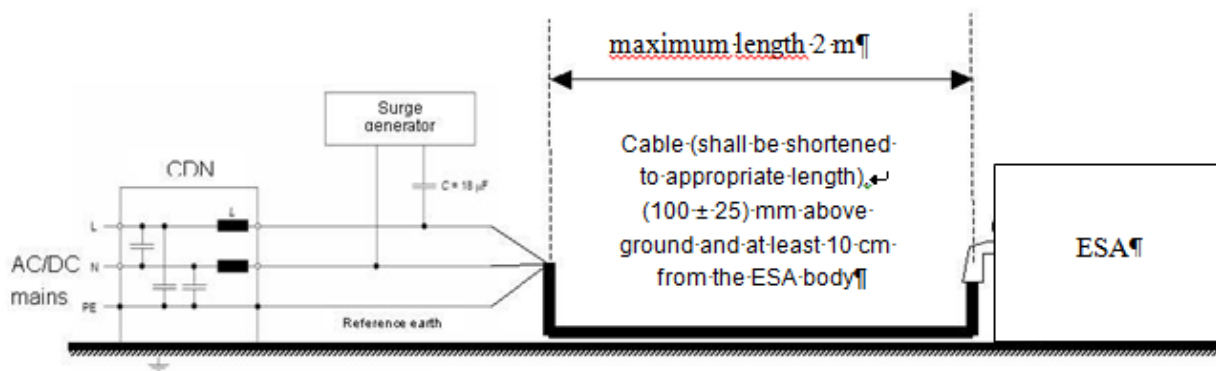 maximum·length·2·m¶
Surge
generator
CDN
C = 18 µF
L
L
AC/DC
mains
N
PE
Reference earth
Cable·(shall·be·shortened·
to·appropriate·length),↵
(100·±·25)·mm·above·
ground·and·at·least·10·cm·
from·the·ESA·body¶
ESA¶